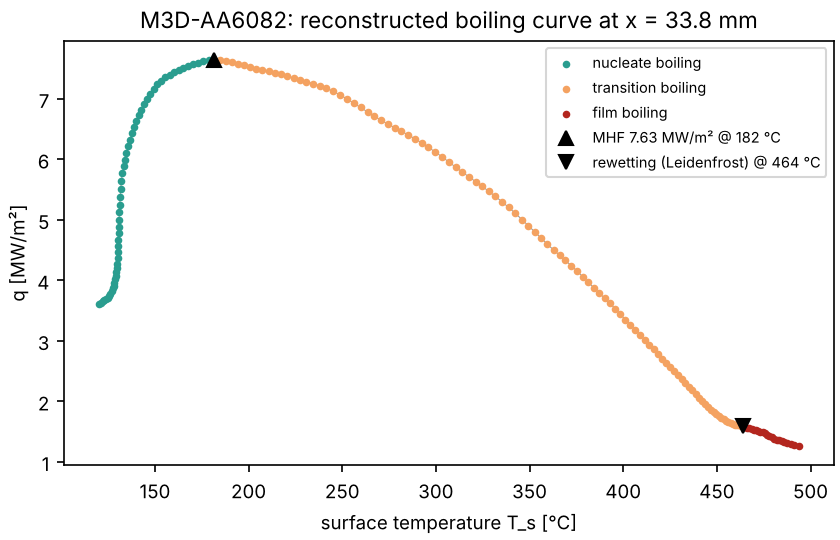 M3D-AA6082: reconstructed boiling curve at x = 33.8 mm
nucleate boiling
transition boiling
film boiling
MHF 7.63 MW/m² @ 182 °C
rewetting (Leidenfrost) @ 464 °C
q [MW/m²]
7
6
5
4
3
2
1
150
200
250
300
350
400
450
500
surface temperature T_s [°C]